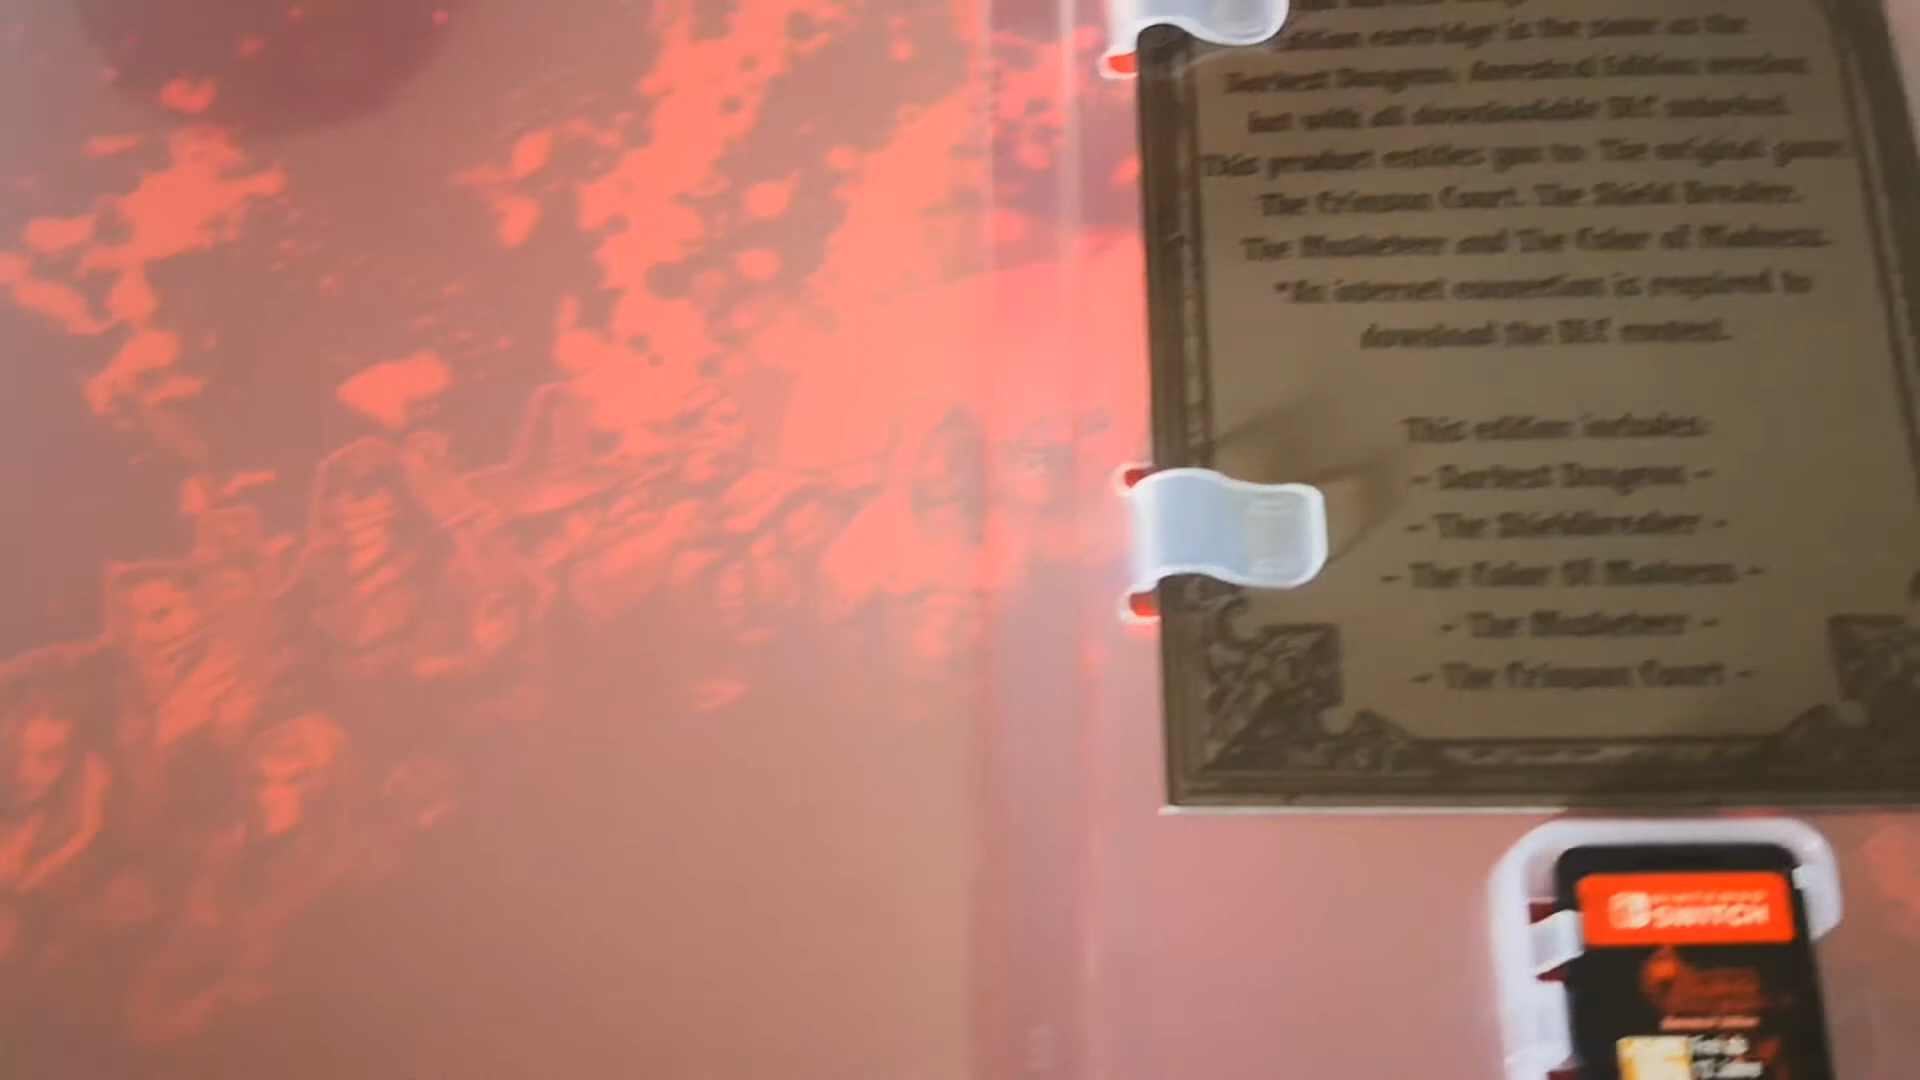 edition cartridge is the same as the
Darkest Dungeon: Ancestral Edition version,
but with all downloadable DLC unlocked.
This product entitles you to: The original game,
The Crimson Court, The Shield Breaker,
The Musketeer and The Color of Madness.
*An internet connection is required to
download the DLC content.
This edition includes:
- Darkest Dungeon -
- The Shieldbreaker -
- The Color Of Madness -
- The Musketeer -
- The Crimson Court -
NINTENDO
SWITCH